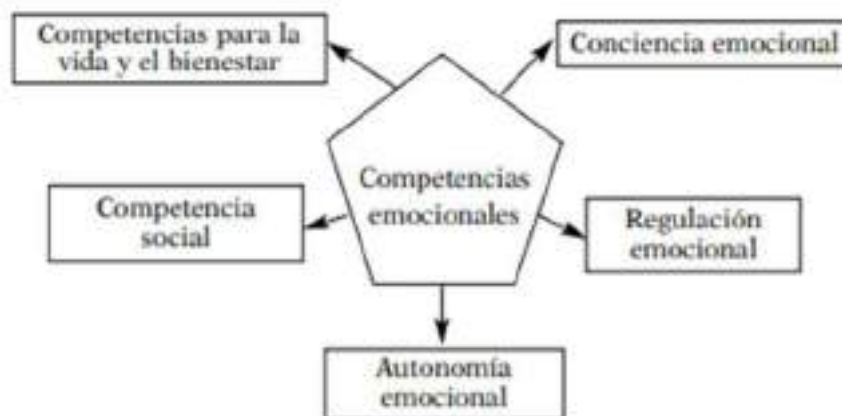 Competencias para la
vida y el bienestar
Conciencia emocional
Competencias
emocionales
Competencia
social
Regulación
emocional
Autonomía
emocional